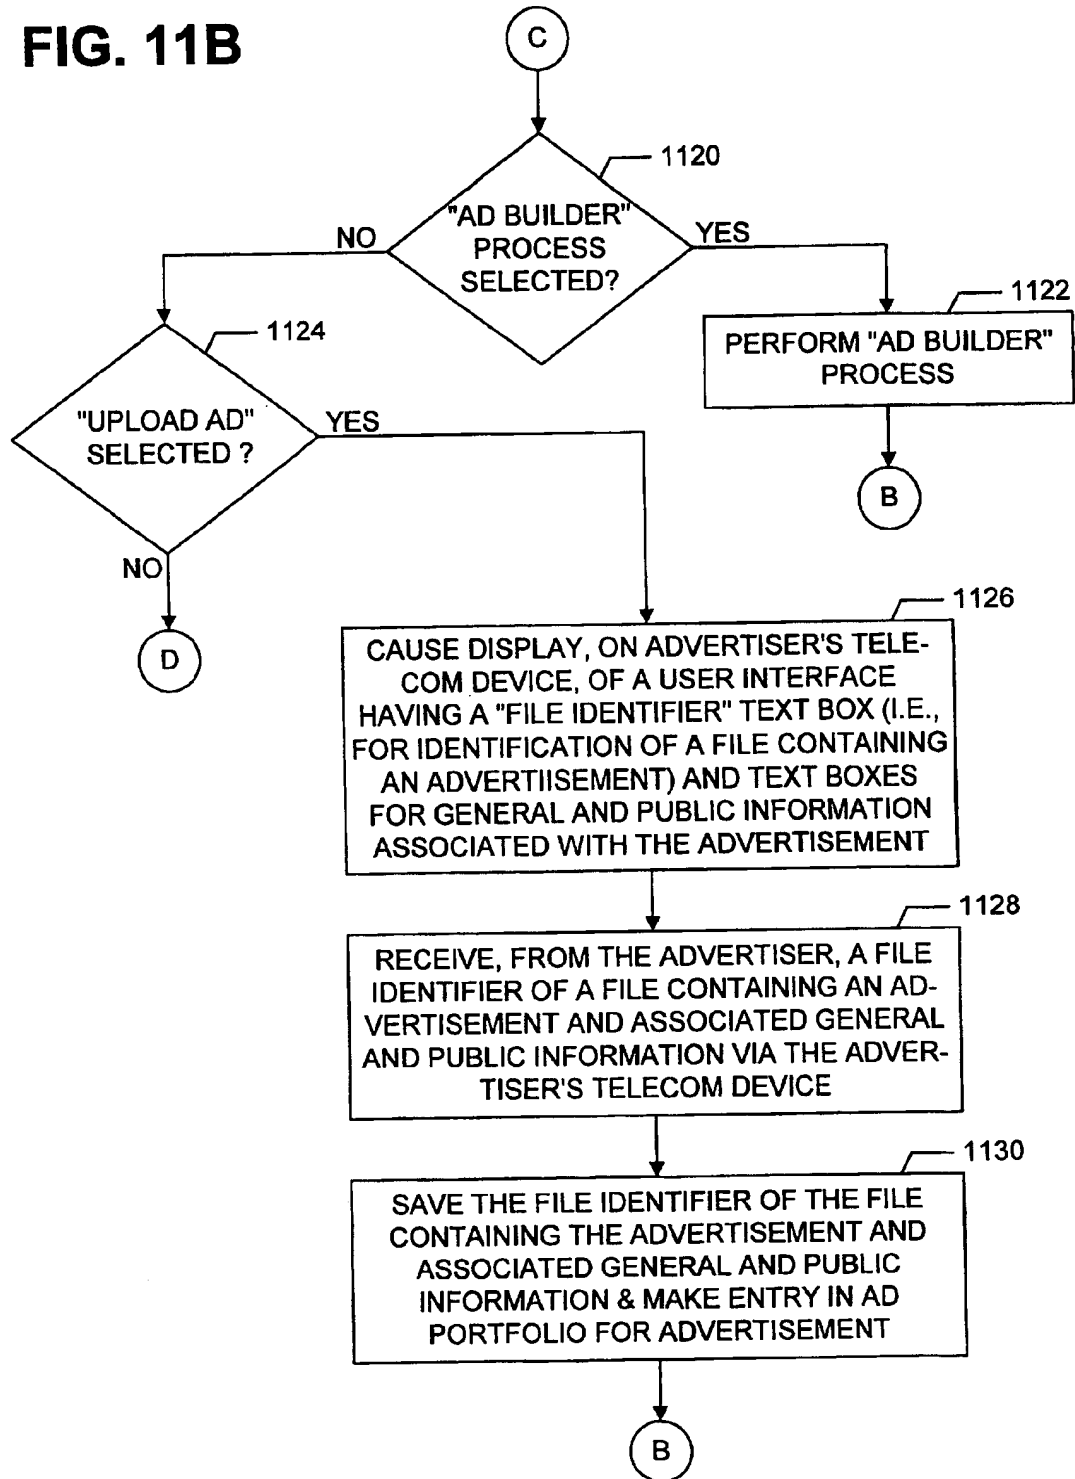 FIG. 11B
C
1120
"AD BUILDER"
PROCESS
SELECTED?
NO
YES
1122
PERFORM "AD BUILDER"
PROCESS
B
1124
"UPLOAD AD"
SELECTED ?
YES
NO
D
1126
CAUSE DISPLAY, ON ADVERTISER'S TELE-
COM DEVICE, OF A USER INTERFACE
HAVING A "FILE IDENTIFIER" TEXT BOX (I.E.,
FOR IDENTIFICATION OF A FILE CONTAINING
AN ADVERTIISEMENT) AND TEXT BOXES
FOR GENERAL AND PUBLIC INFORMATION
ASSOCIATED WITH THE ADVERTISEMENT
1128
RECEIVE, FROM THE ADVERTISER, A FILE
IDENTIFIER OF A FILE CONTAINING AN AD-
VERTISEMENT AND ASSOCIATED GENERAL
AND PUBLIC INFORMATION VIA THE ADVER-
TISER'S TELECOM DEVICE
1130
SAVE THE FILE IDENTIFIER OF THE FILE
CONTAINING THE ADVERTISEMENT AND
ASSOCIATED GENERAL AND PUBLIC
INFORMATION & MAKE ENTRY IN AD
PORTFOLIO FOR ADVERTISEMENT
B